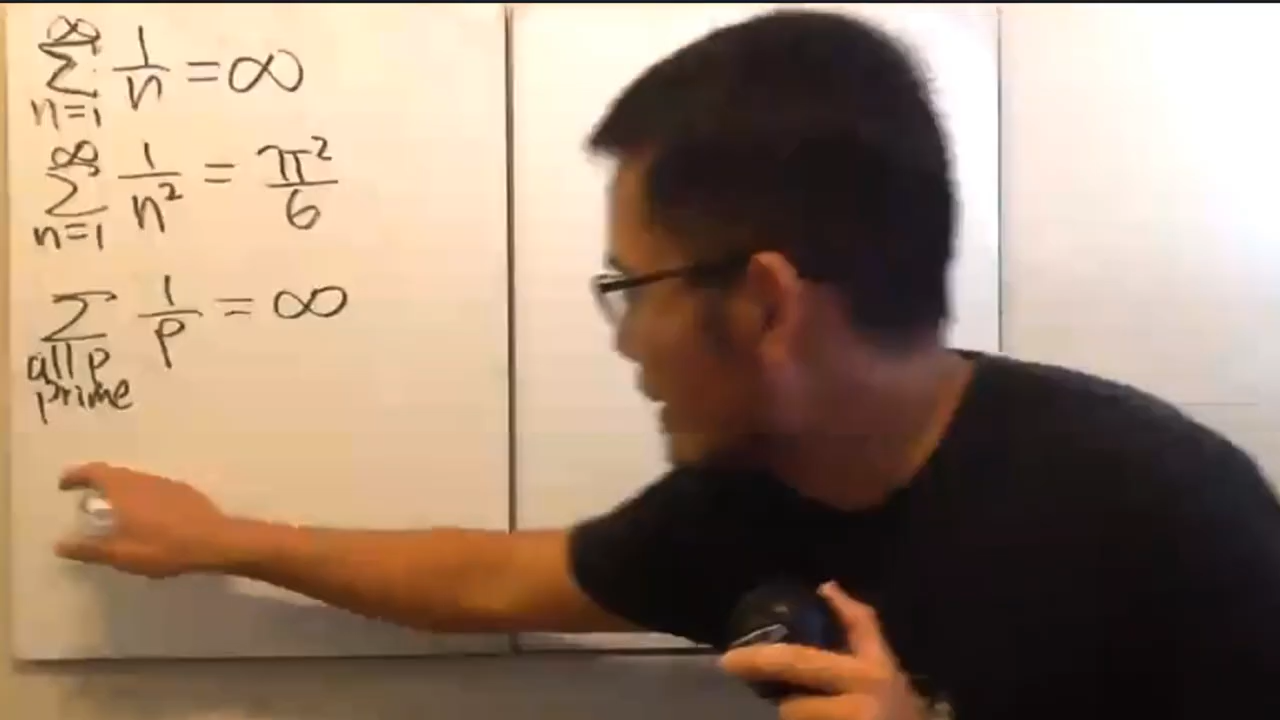 ∞
∑ 1/n = ∞
n=1
∞
∑ 1/n² = π²/6
n=1
∑ 1/p = ∞
all p
prime